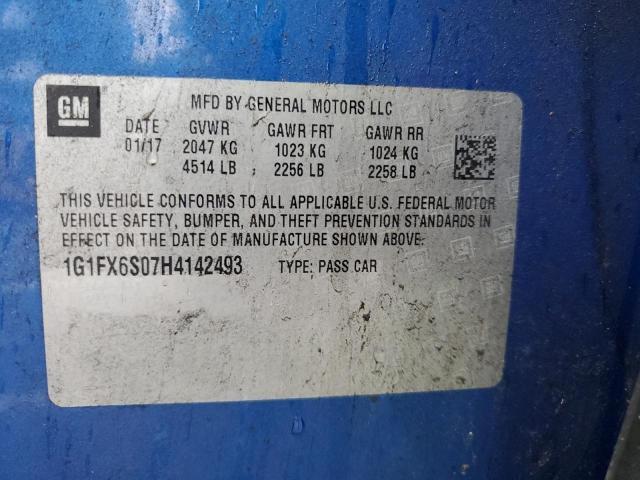 GM
MFD BY GENERAL MOTORS LLC
DATE GVWR GAWR FRT GAWR RR
01/17 2047 KG 1023 KG 1024 KG
4514 LB 2256 LB 2258 LB
THIS VEHICLE CONFORMS TO ALL APPLICABLE U.S. FEDERAL MOTOR
VEHICLE SAFETY, BUMPER, AND THEFT PREVENTION STANDARDS IN
EFFECT ON THE DATE OF MANUFACTURE SHOWN ABOVE.
1G1FX6S07H4142493 TYPE: PASS CAR